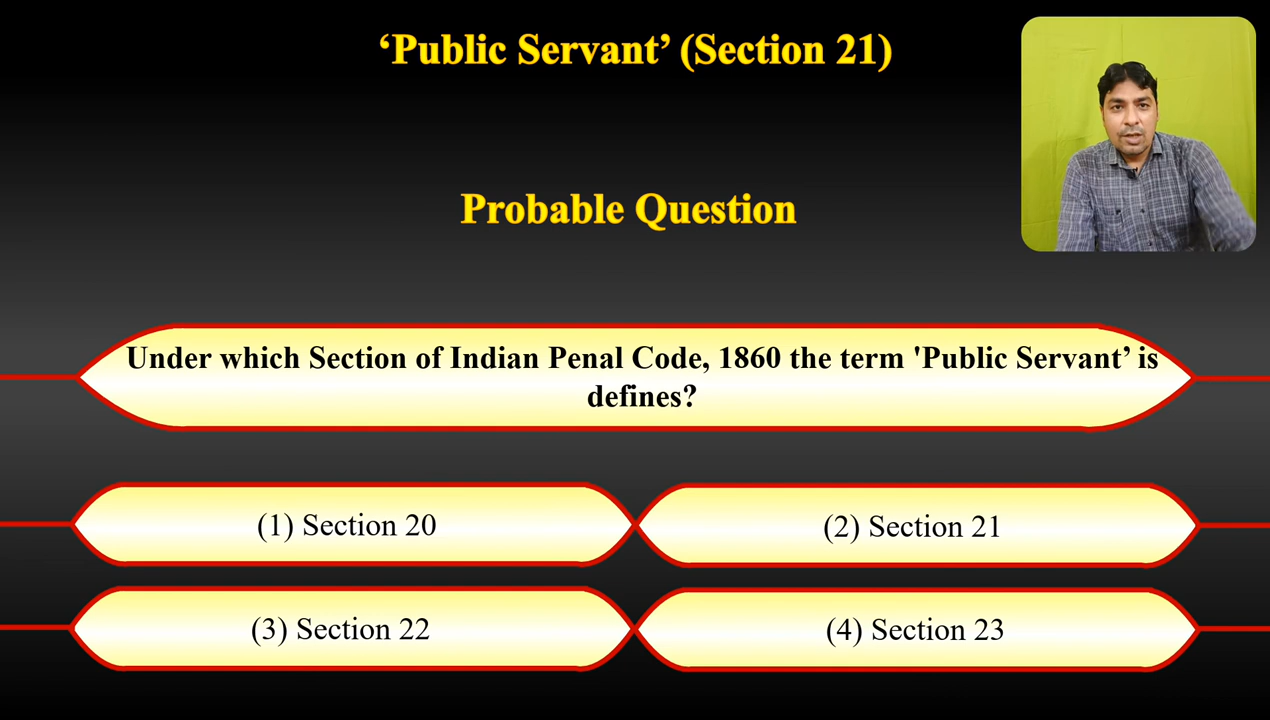 ‘Public Servant’ (Section 21)
Probable Question
Under which Section of Indian Penal Code, 1860 the term 'Public Servant’ is
defines?
(1) Section 20
(2) Section 21
(3) Section 22
(4) Section 23